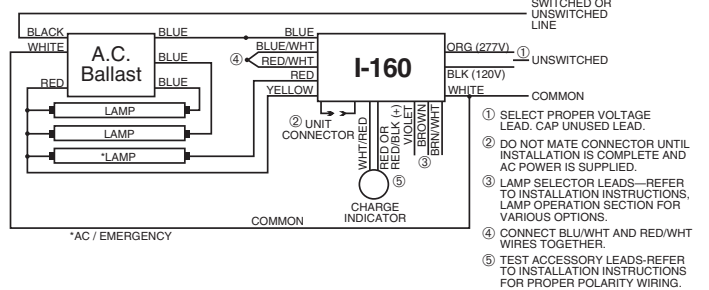 SWITCHED OR
UNSWITCHED
LINE
BLACK
BLUE
BLUE
WHITE
BLUE/WHT
ORG (277V)
①
A.C.
Ballast
BLUE
④
RED/WHT
I-160
UNSWITCHED
RED
BLUE
RED
BLK (120V)
YELLOW
WHITE
COMMON
LAMP
LAMP
*LAMP
② UNIT
CONNECTOR
WHT/RED
RED OR
RED/BLK (+)
VIOLET
BROWN
BRN/WHT
③
⑤
CHARGE
INDICATOR
COMMON
*AC / EMERGENCY
① SELECT PROPER VOLTAGE
LEAD. CAP UNUSED LEAD.
② DO NOT MATE CONNECTOR UNTIL
INSTALLATION IS COMPLETE AND
AC POWER IS SUPPLIED.
③ LAMP SELECTOR LEADS—REFER
TO INSTALLATION INSTRUCTIONS,
LAMP OPERATION SECTION FOR
VARIOUS OPTIONS.
④ CONNECT BLU/WHT AND RED/WHT
WIRES TOGETHER.
⑤ TEST ACCESSORY LEADS-REFER
TO INSTALLATION INSTRUCTIONS
FOR PROPER POLARITY WIRING.